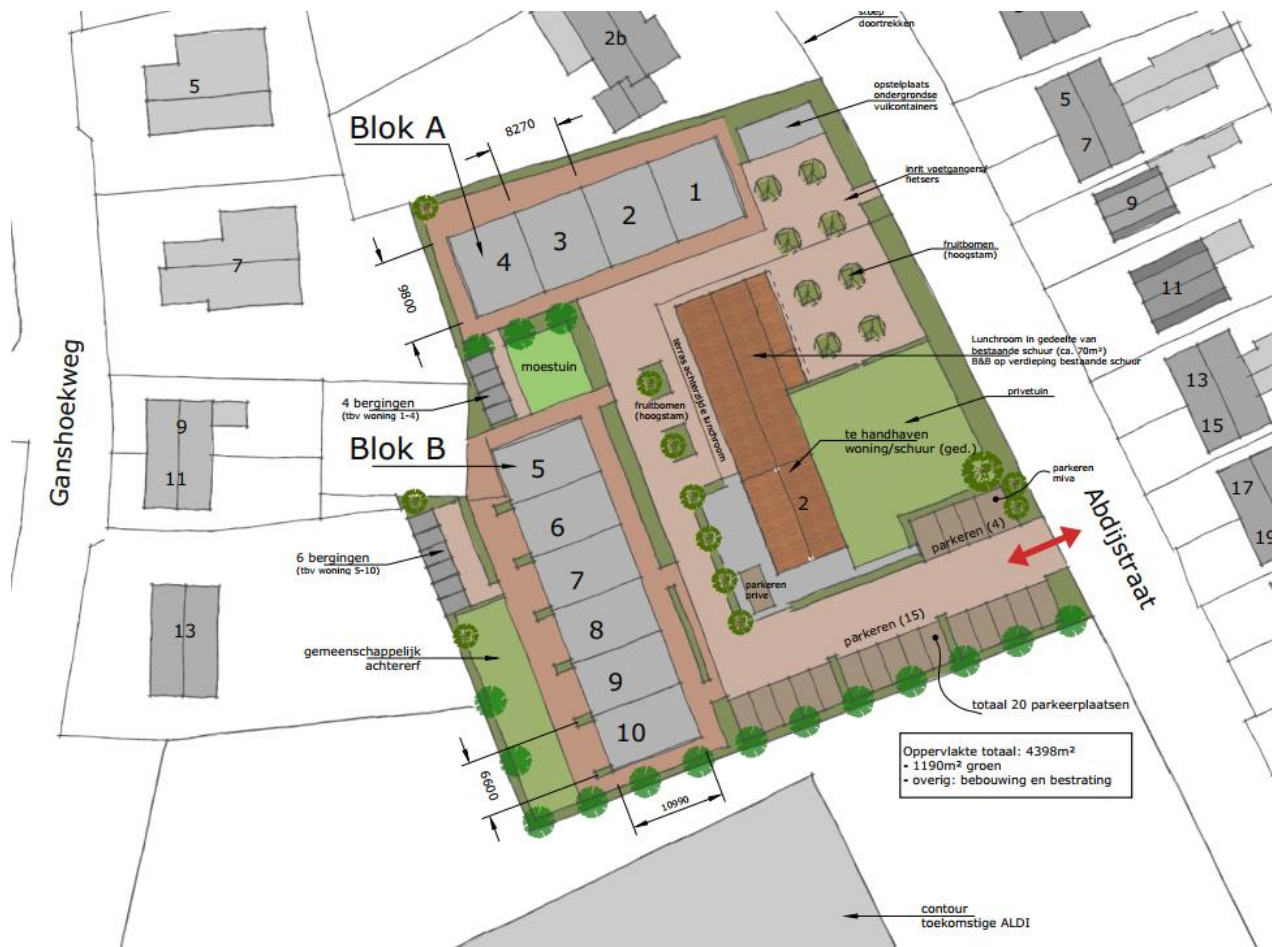 stoep
doortrekken
2b
5
opstelplaats
ondergrondse
vuilcontainers
5
7
Blok A
8270
inrit voetgangers/
fietsers
9
1
2
3
4
7
fruitbomen
(hoogstam)
11
9800
Ganshoekweg
terras achterzijde lunchroom
Lunchroom in gedeelte van
bestaande schuur (ca. 70m²)
B&B op verdieping bestaande schuur
moestuin
13
15
4 bergingen
(tbv woning 1-4)
fruitbomen
(hoogstam)
privetuin
9
11
Blok B
te handhaven
woning/schuur (ged.)
5
2
parkeren
miva
17
19
6
parkeren (4)
Abdijstraat
6 bergingen
(tbv woning 5-10)
7
parkeren
prive
13
8
parkeren (15)
gemeenschappelijk
achtererf
9
10
totaal 20 parkeerplaatsen
6600
10990
Oppervlakte totaal: 4398m²
- 1190m² groen
- overig: bebouwing en bestrating
contour
toekomstige ALDI